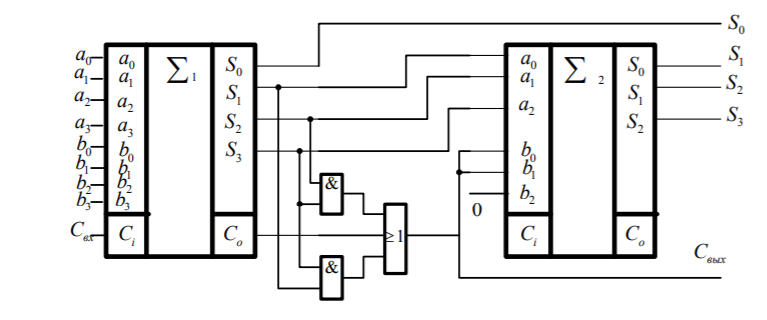 S₀
a₀ a₀ ∑ ₁ S₀ a₀ ∑ ₂ S₀ S₁
a₁ a₁ S₁ a₁ S₁ S₂
a₂ a₂ S₂ a₂ S₂ S₃
a₃ a₃ S₃
b₀ b₀ b₀
b₁ b₁ b₁
b₂ b₂ & b₂
b₃ b₃ 0
Cвх Cᵢ Cₒ ≥1 Cᵢ Cₒ Cвых
&